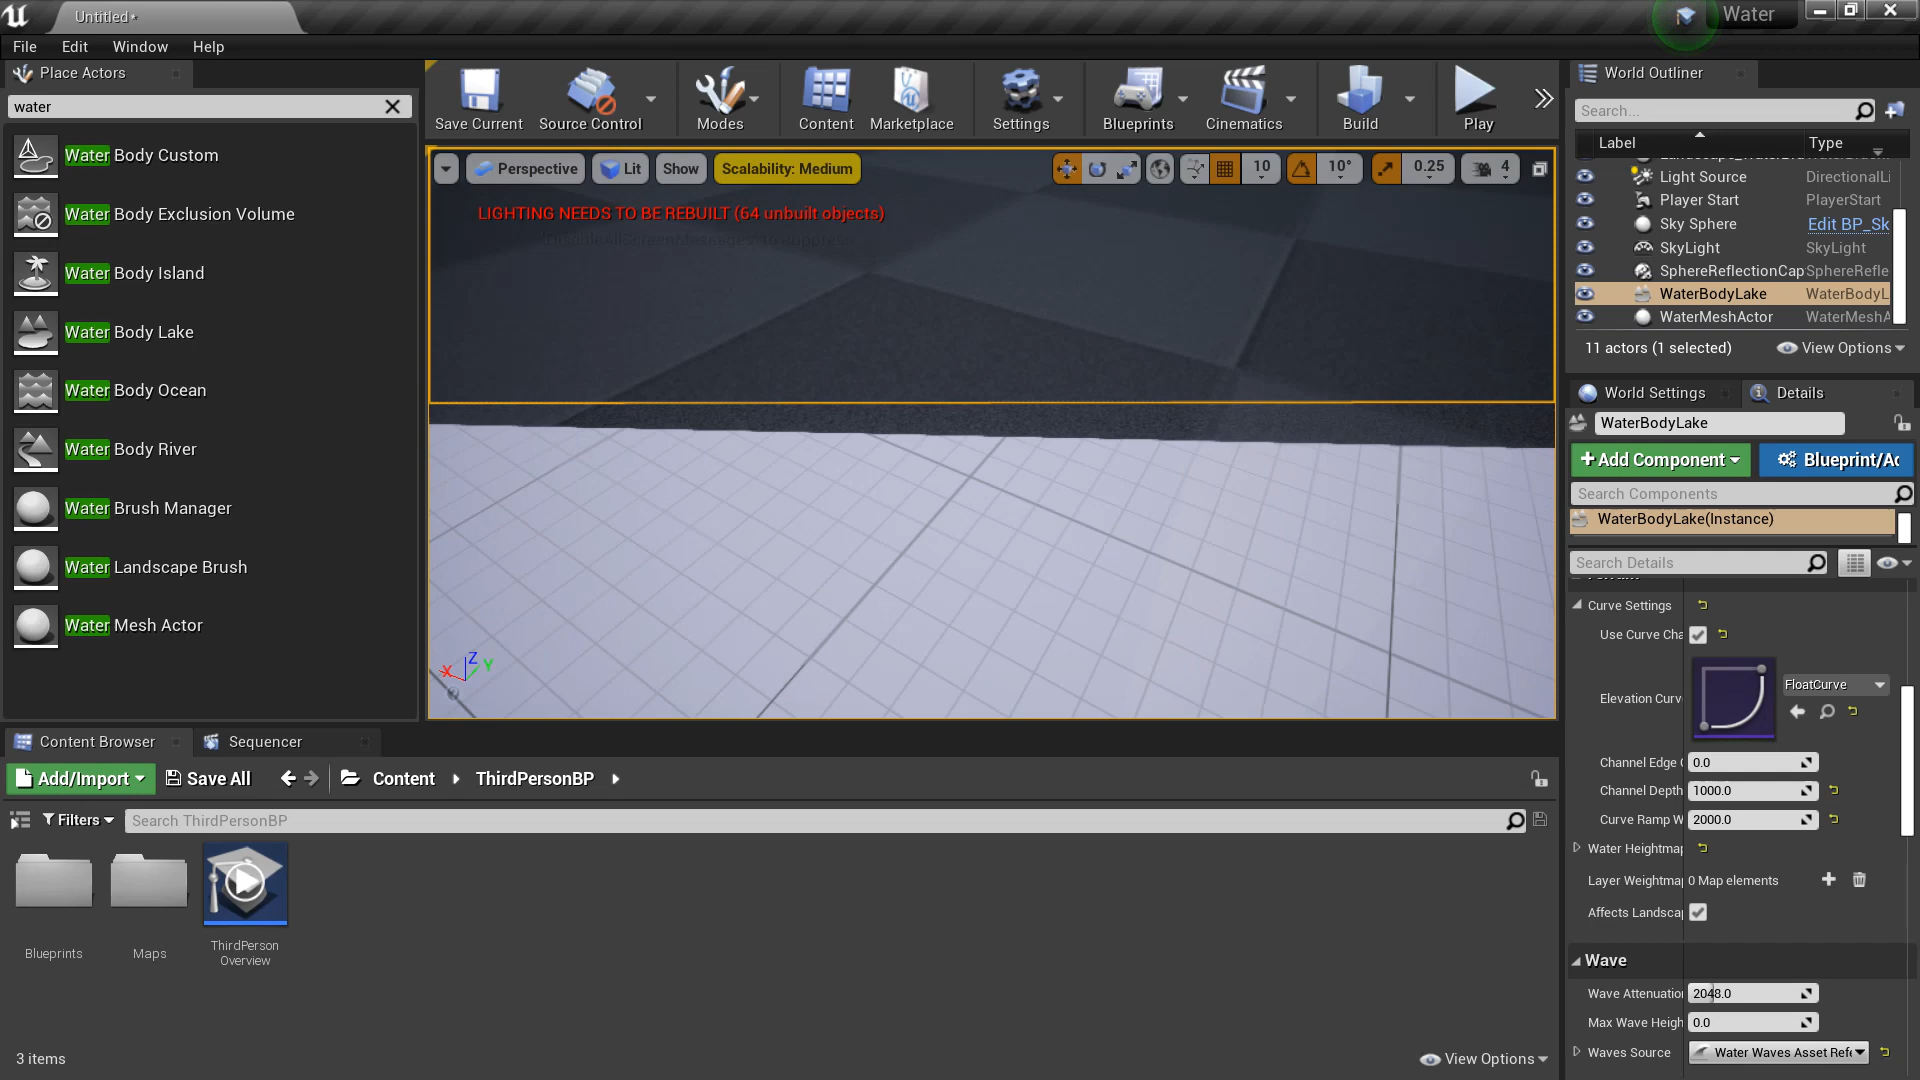 Untitled*
Water
File Edit Window Help
Place Actors
water
Water Body Custom
Water Body Exclusion Volume
Water Body Island
Water Body Lake
Water Body Ocean
Water Body River
Water Brush Manager
Water Landscape Brush
Water Mesh Actor
Save Current
Source Control
Modes
Content
Marketplace
Settings
Blueprints
Cinematics
Build
Play
Perspective
Lit
Show
Scalability: Medium
10
10°
0.25
4
LIGHTING NEEDS TO BE REBUILT (64 unbuilt objects)
'DisableAllScreenMessages' to suppress
X Z Y
World Outliner
Search...
Label Type
Light Source DirectionalLi
Player Start PlayerStart
Sky Sphere Edit BP_Sk
SkyLight SkyLight
SphereReflectionCap SphereRefle
WaterBodyLake WaterBodyL
WaterMeshActor WaterMeshA
11 actors (1 selected) View Options
World Settings Details
WaterBodyLake
+Add Component Blueprint/Ac
Search Components
WaterBodyLake(Instance)
Search Details
Curve Settings
Use Curve Cha
Elevation Curv FloatCurve
Channel Edge 0.0
Channel Depth 1000.0
Curve Ramp W 2000.0
Water Heightmap
Layer Weightmap 0 Map elements
Affects Landscap
Wave
Wave Attenuation 2048.0
Max Wave Heigh 0.0
Waves Source Water Waves Asset Refe
Content Browser Sequencer
Add/Import Save All Content ThirdPersonBP
Filters Search ThirdPersonBP
Blueprints
Maps
ThirdPerson
Overview
3 items View Options